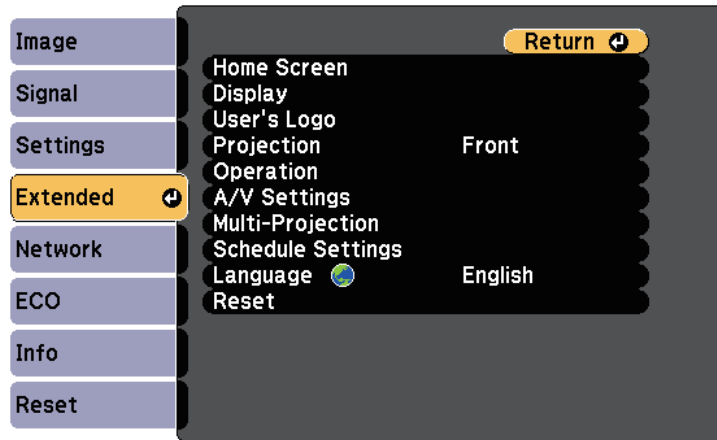 Image
Signal
Settings
Extended
Network
ECO
Info
Reset
Return
Home Screen
Display
User's Logo
Projection Front
Operation
A/V Settings
Multi-Projection
Schedule Settings
Language English
Reset